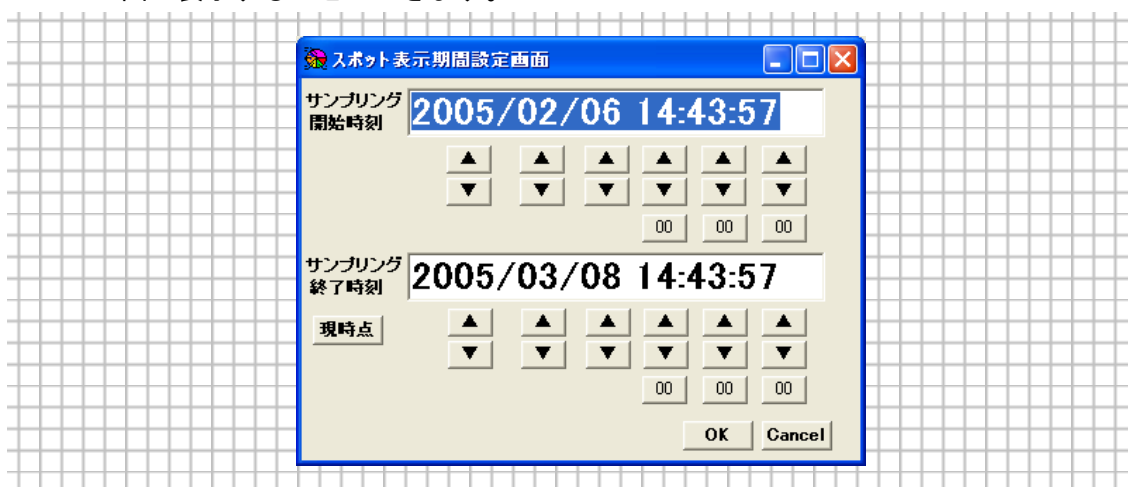 スポット表示期間設定画面
サンプリング
開始時刻
2005/02/06 14:43:57
▲ ▲ ▲ ▲ ▲ ▲
▼ ▼ ▼ ▼ ▼ ▼
00 00 00
サンプリング
終了時刻
2005/03/08 14:43:57
現時点
▲ ▲ ▲ ▲ ▲ ▲
▼ ▼ ▼ ▼ ▼ ▼
00 00 00
OK Cancel